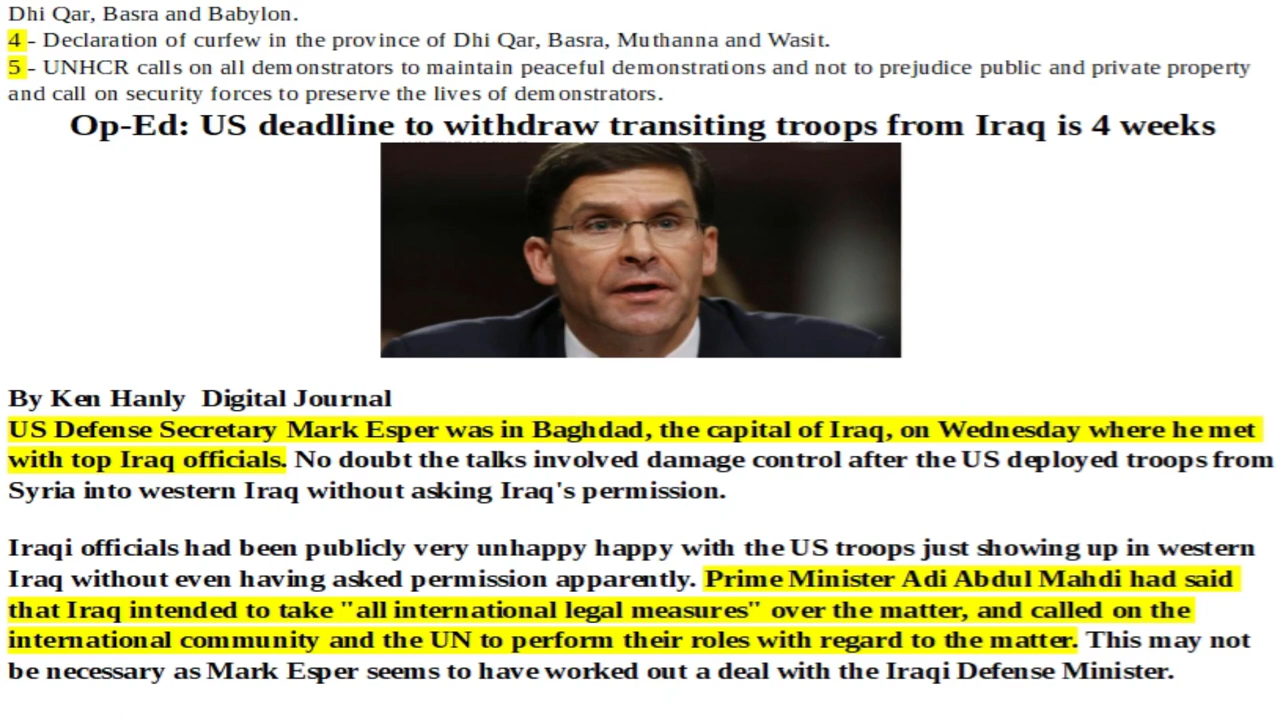 Dhi Qar, Basra and Babylon.
4 - Declaration of curfew in the province of Dhi Qar, Basra, Muthanna and Wasit.
5 - UNHCR calls on all demonstrators to maintain peaceful demonstrations and not to prejudice public and private property
and call on security forces to preserve the lives of demonstrators.
Op-Ed: US deadline to withdraw transiting troops from Iraq is 4 weeks
By Ken Hanly  Digital Journal
US Defense Secretary Mark Esper was in Baghdad, the capital of Iraq, on Wednesday where he met
with top Iraq officials. No doubt the talks involved damage control after the US deployed troops from
Syria into western Iraq without asking Iraq's permission.
Iraqi officials had been publicly very unhappy happy with the US troops just showing up in western
Iraq without even having asked permission apparently. Prime Minister Adi Abdul Mahdi had said
that Iraq intended to take "all international legal measures" over the matter, and called on the
international community and the UN to perform their roles with regard to the matter. This may not
be necessary as Mark Esper seems to have worked out a deal with the Iraqi Defense Minister.